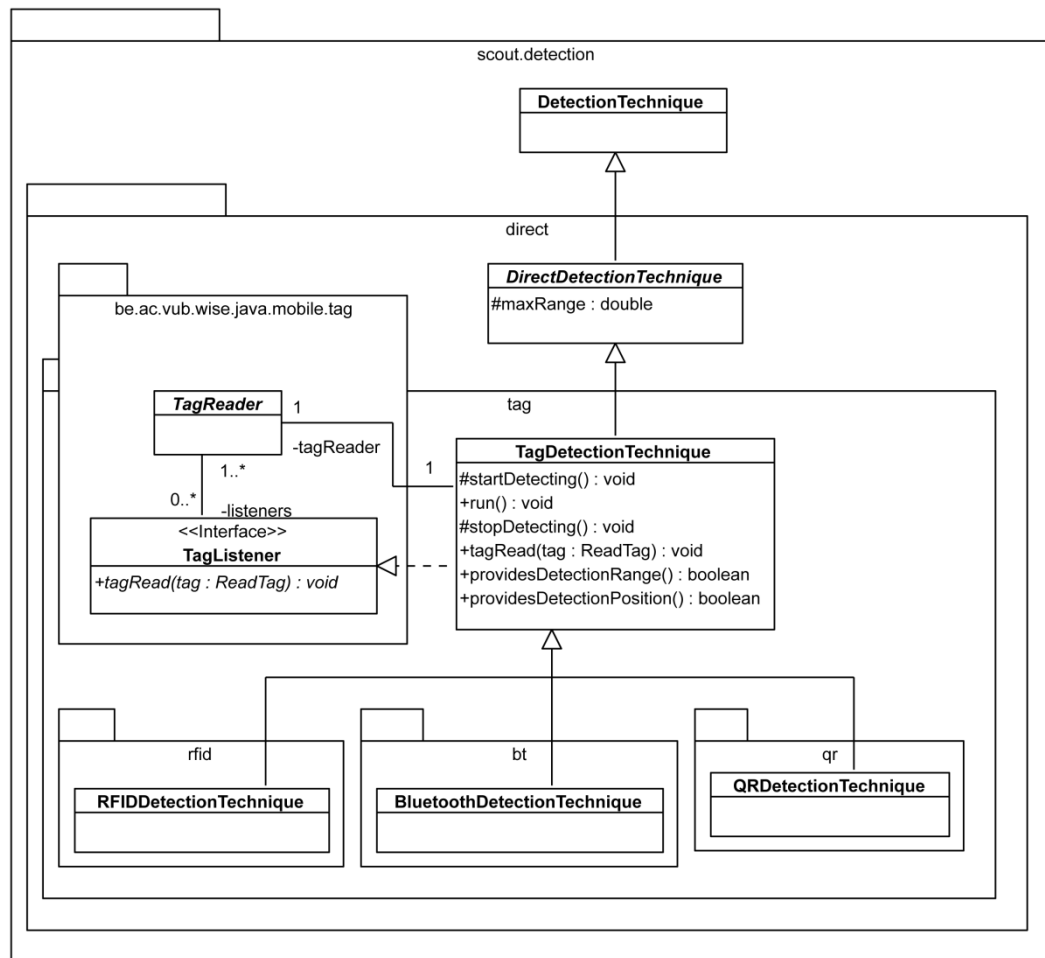 scout.detection
DetectionTechnique
direct
DirectDetectionTechnique
#maxRange : double
be.ac.vub.wise.java.mobile.tag
tag
TagReader
1
-tagReader
1
1..*
0..*
-listeners
<<Interface>>
TagListener
+tagRead(tag : ReadTag) : void
TagDetectionTechnique
#startDetecting() : void
+run() : void
#stopDetecting() : void
+tagRead(tag : ReadTag) : void
+providesDetectionRange() : boolean
+providesDetectionPosition() : boolean
rfid
RFIDDetectionTechnique
bt
BluetoothDetectionTechnique
qr
QRDetectionTechnique